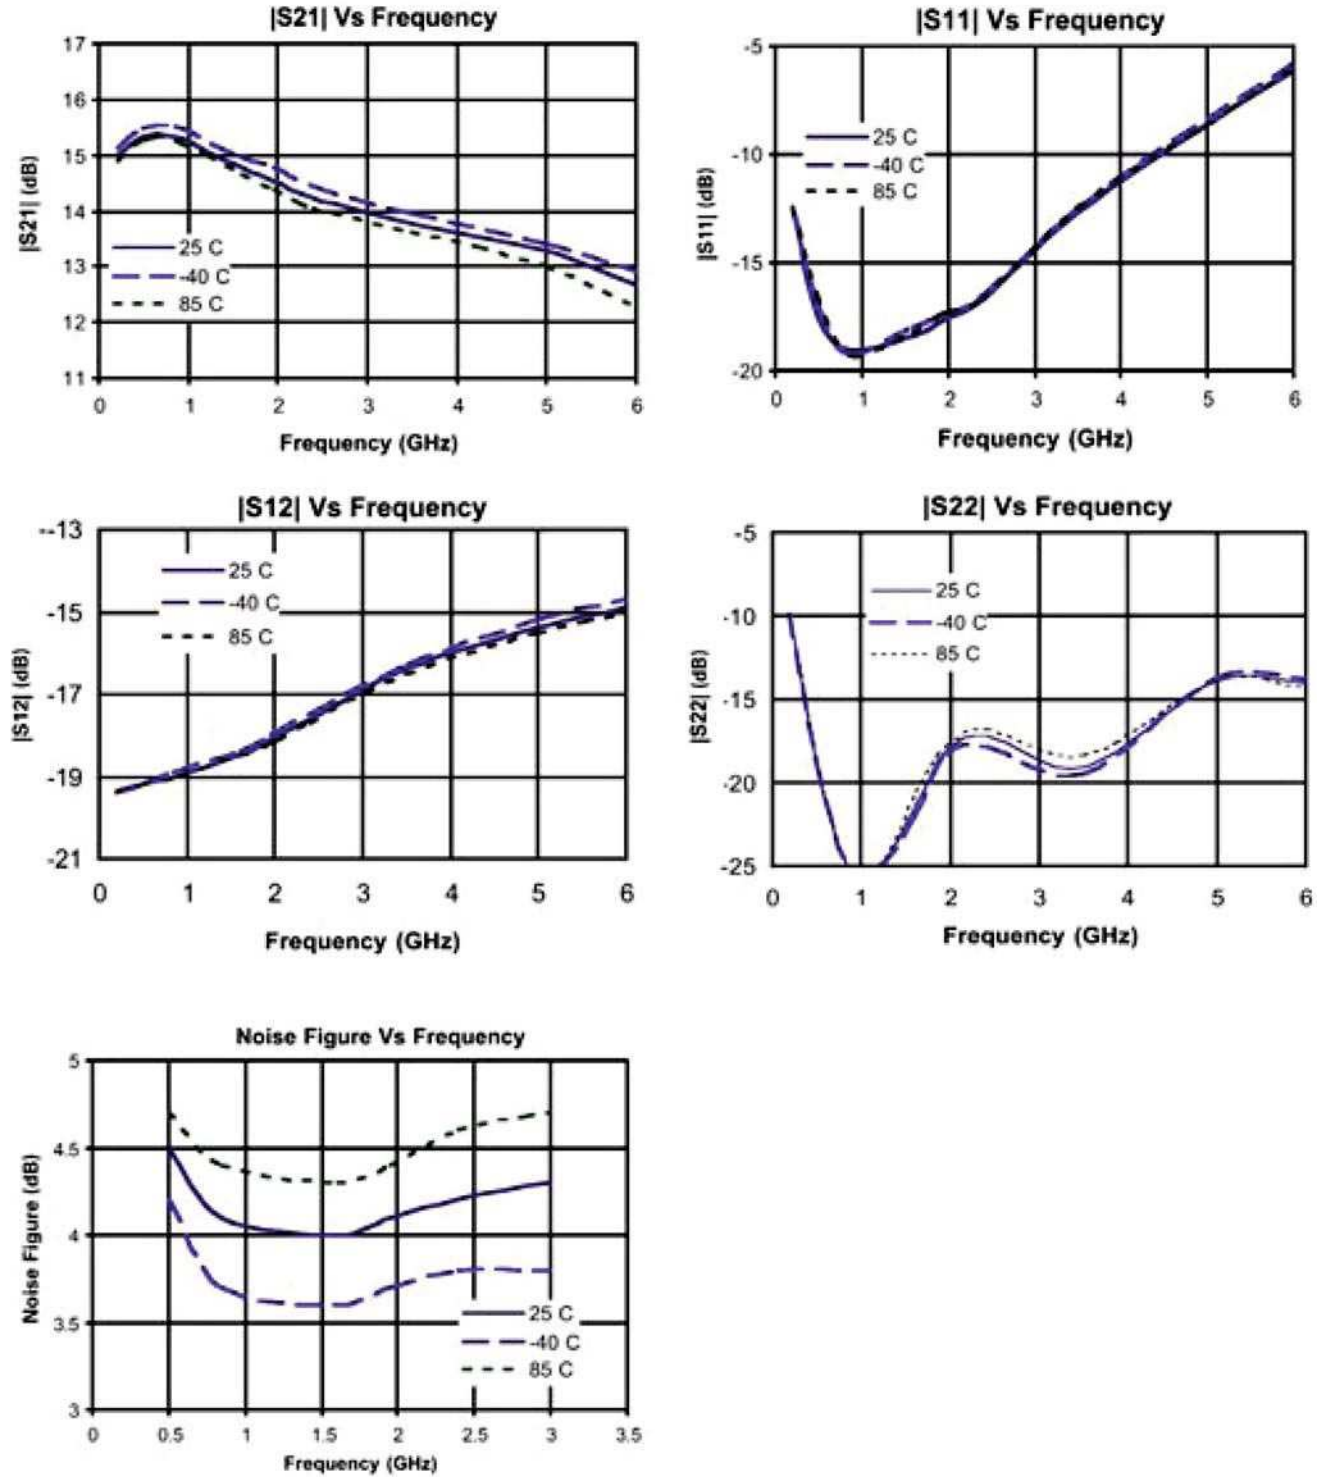 |S21| Vs Frequency
17
16
15
14
13
12
11
|S21| (dB)
25 C
-40 C
85 C
0 1 2 3 4 5 6
Frequency (GHz)
|S11| Vs Frequency
-5
-10
-15
-20
|S11| (dB)
25 C
-40 C
85 C
0 1 2 3 4 5 6
Frequency (GHz)
|S12| Vs Frequency
--13
-15
-17
-19
-21
|S12| (dB)
25 C
-40 C
85 C
0 1 2 3 4 5 6
Frequency (GHz)
|S22| Vs Frequency
-5
-10
-15
-20
-25
|S22| (dB)
25 C
-40 C
85 C
0 1 2 3 4 5 6
Frequency (GHz)
Noise Figure Vs Frequency
5
4.5
4
3.5
3
Noise Figure (dB)
25 C
-40 C
85 C
0 0.5 1 1.5 2 2.5 3 3.5
Frequency (GHz)